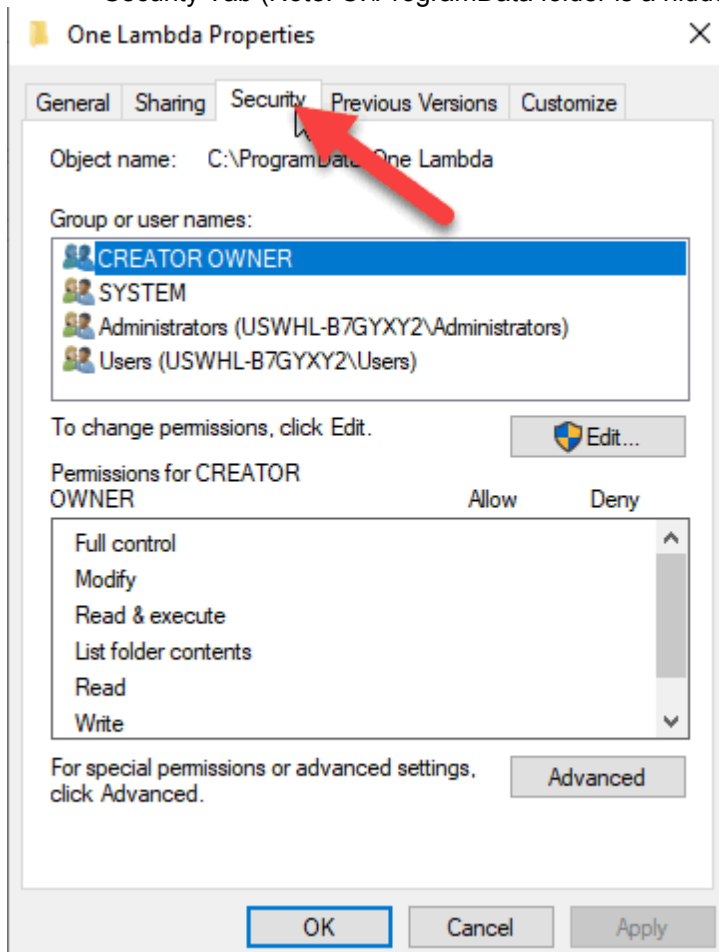 One Lambda Properties
General Sharing Security Previous Versions Customize
Object name: C:\ProgramData\One Lambda
Group or user names:
CREATOR OWNER
SYSTEM
Administrators (USWHL-B7GYXY2\Administrators)
Users (USWHL-B7GYXY2\Users)
To change permissions, click Edit.
Edit...
Permissions for CREATOR
OWNER Allow Deny
Full control
Modify
Read & execute
List folder contents
Read
Write
For special permissions or advanced settings,
click Advanced.
Advanced
OK Cancel Apply